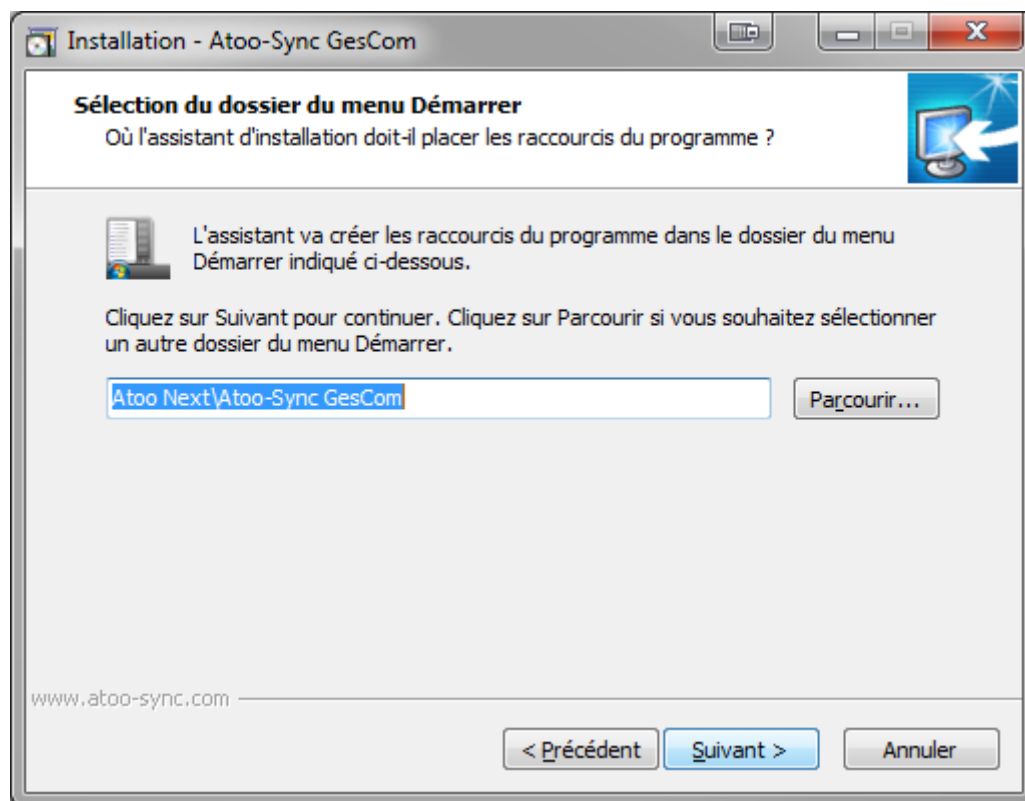 Installation - Atoo-Sync GesCom
Sélection du dossier du menu Démarrer
Où l'assistant d'installation doit-il placer les raccourcis du programme ?
L'assistant va créer les raccourcis du programme dans le dossier du menu
Démarrer indiqué ci-dessous.
Cliquez sur Suivant pour continuer. Cliquez sur Parcourir si vous souhaitez sélectionner
un autre dossier du menu Démarrer.
Atoo Next\Atoo-Sync GesCom
Parcourir...
www.atoo-sync.com
< Précédent
Suivant >
Annuler